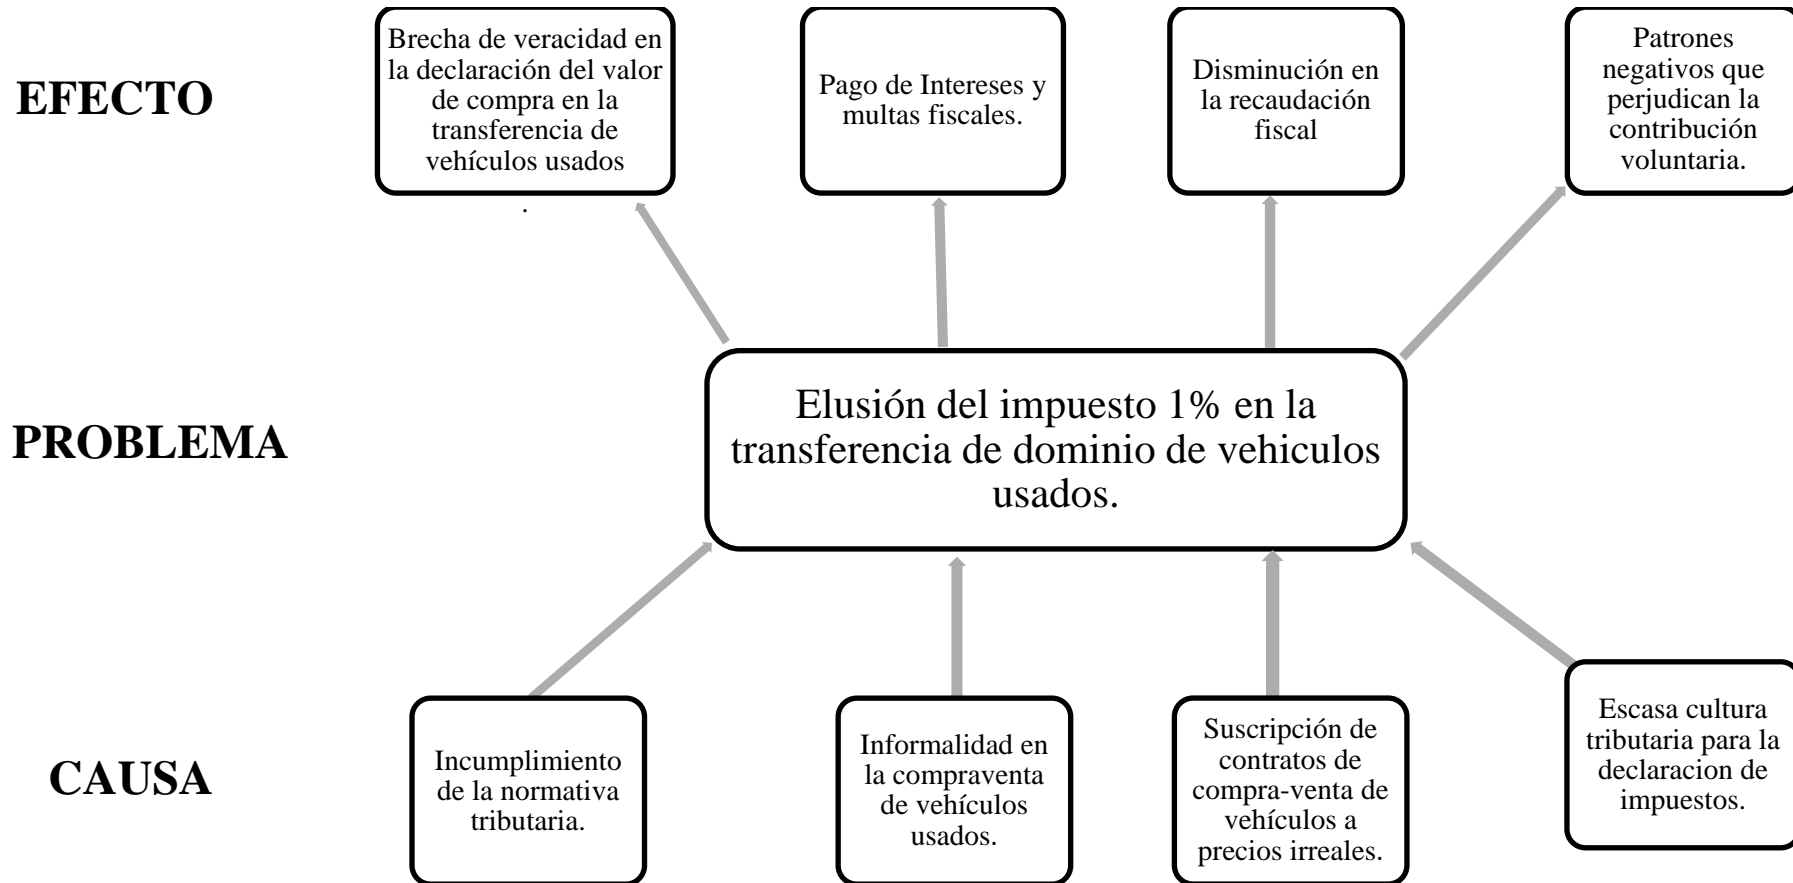 EFECTO
Brecha de veracidad en
la declaración del valor
de compra en la
transferencia de
vehículos usados
.
Pago de Intereses y
multas fiscales.
Disminución en
la recaudación
fiscal
Patrones
negativos que
perjudican la
contribución
voluntaria.
PROBLEMA
Elusión del impuesto 1% en la
transferencia de dominio de vehiculos
usados.
CAUSA
Incumplimiento
de la normativa
tributaria.
Informalidad en
la compraventa
de vehículos
usados.
Suscripción de
contratos de
compra-venta de
vehículos a
precios irreales.
Escasa cultura
tributaria para la
declaracion de
impuestos.